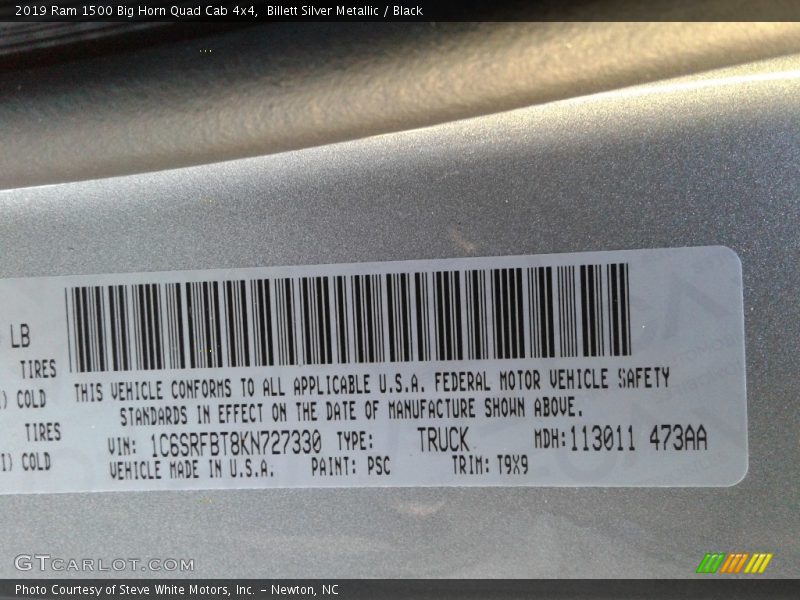 2019 Ram 1500 Big Horn Quad Cab 4x4, Billett Silver Metallic / Black
LB
TIRES
COLD
TIRES
I) COLD
THIS VEHICLE CONFORMS TO ALL APPLICABLE U.S.A. FEDERAL MOTOR VEHICLE SAFETY
STANDARDS IN EFFECT ON THE DATE OF MANUFACTURE SHOWN ABOVE.
VIN: 1C6SRFBT8KN727330 TYPE: TRUCK MDH:113011 473AA
VEHICLE MADE IN U.S.A. PAINT: PSC TRIM: T9X9
GTCARLOT.COM
Photo Courtesy of Steve White Motors, Inc. – Newton, NC